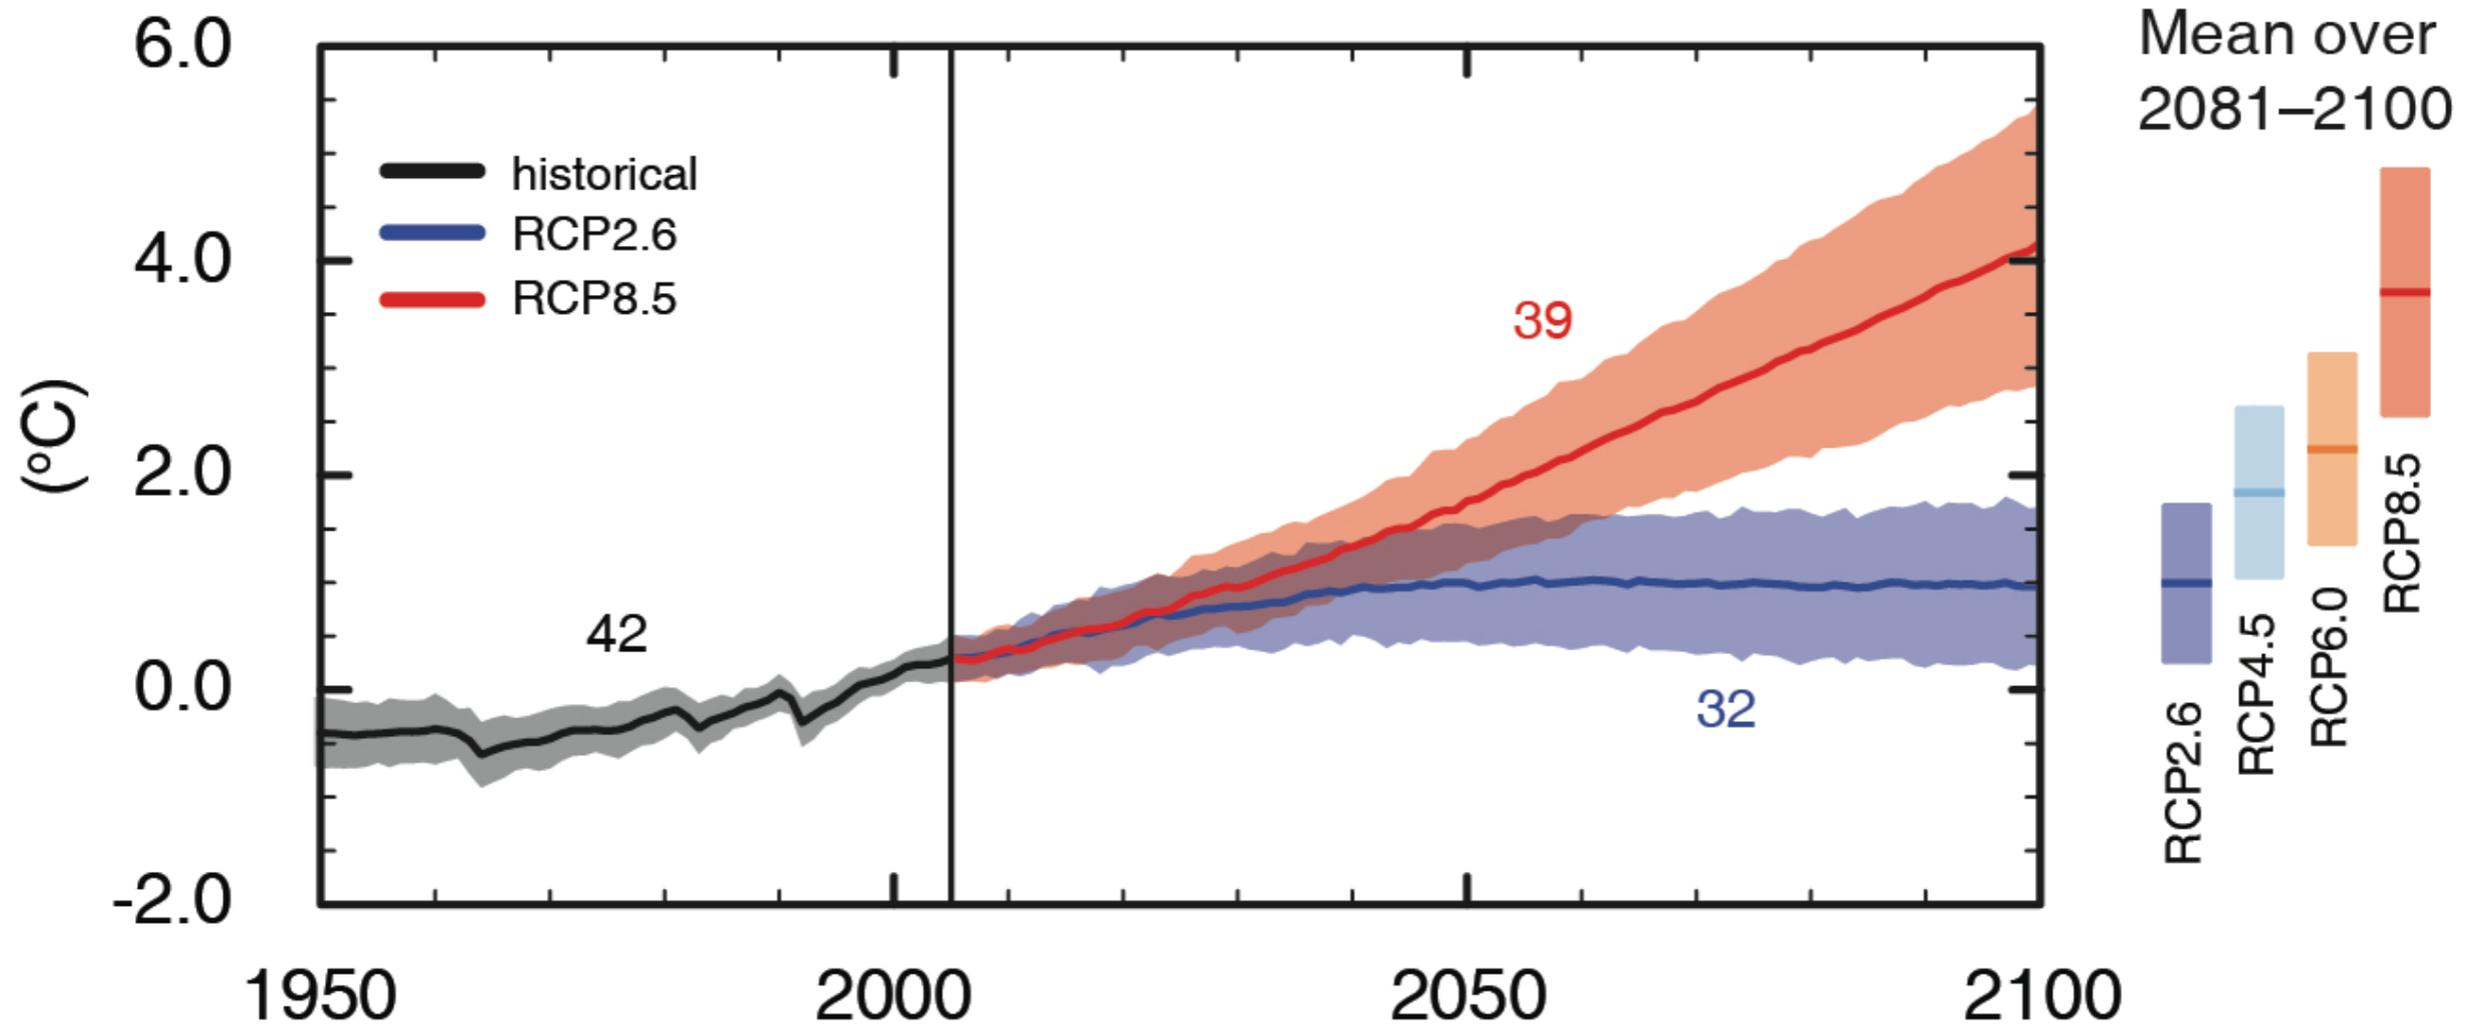 6.0
4.0
2.0
0.0
-2.0
(°C)
1950
2000
2050
2100
historical
RCP2.6
RCP8.5
42
39
32
Mean over
2081–2100
RCP2.6
RCP4.5
RCP6.0
RCP8.5